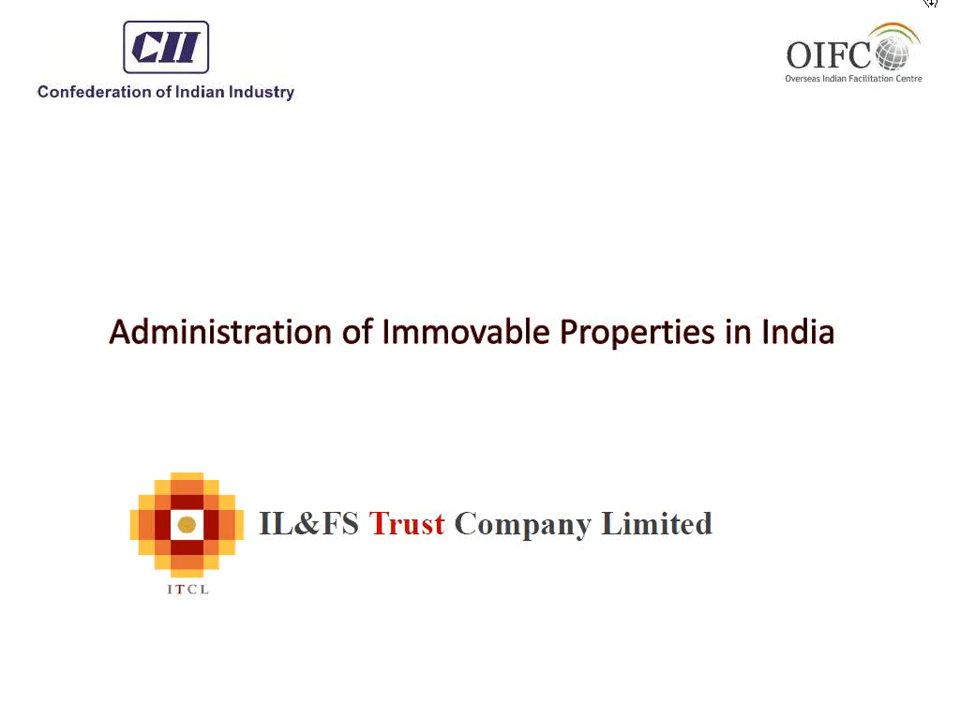 CII
Confederation of Indian Industry
OIFC
Overseas Indian Facilitation Centre
Administration of Immovable Properties in India
IL&FS Trust Company Limited
ITCL